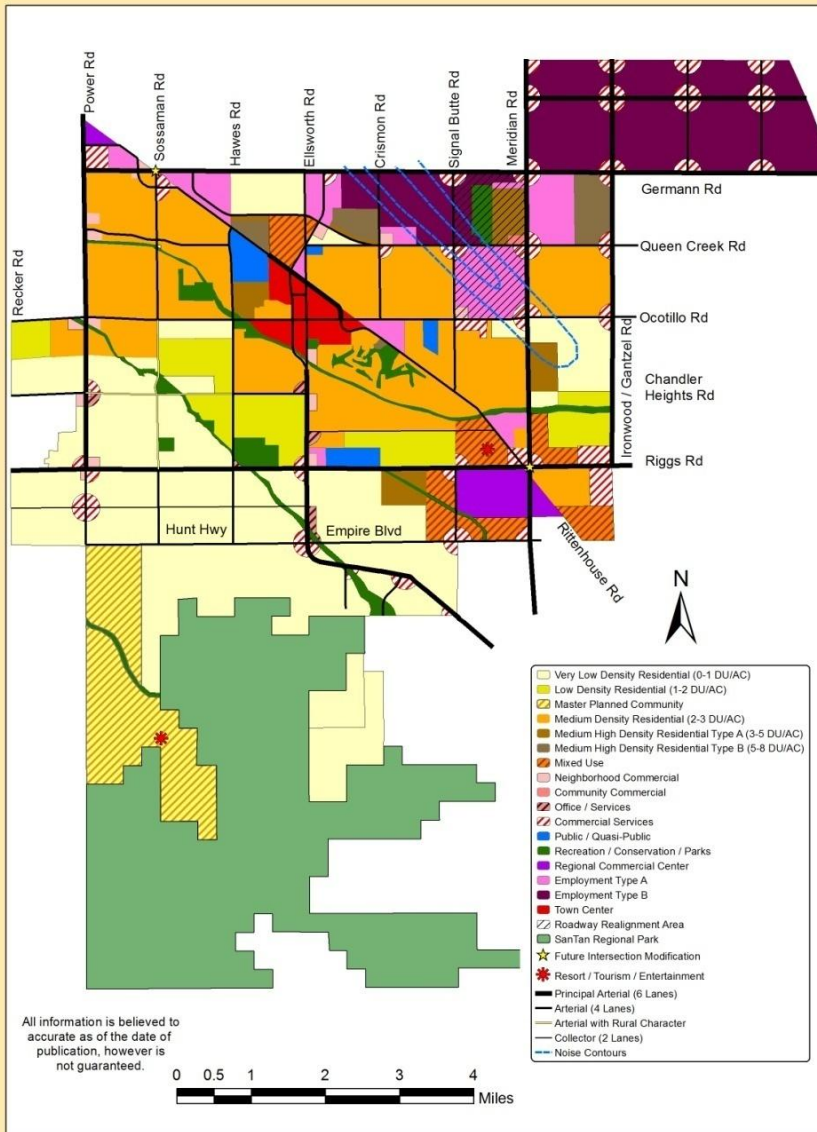 Power Rd
Sossaman Rd
Hawes Rd
Ellsworth Rd
Crismon Rd
Signal Butte Rd
Meridian Rd
Germann Rd
Queen Creek Rd
Recker Rd
Ocotillo Rd
Ironwood / Gantzel Rd
Chandler
Heights Rd
Riggs Rd
Hunt Hwy
Empire Blvd
Rittenhouse Rd
N
Very Low Density Residential (0-1 DU/AC)
Low Density Residential (1-2 DU/AC)
Master Planned Community
Medium Density Residential (2-3 DU/AC)
Medium High Density Residential Type A (3-5 DU/AC)
Medium High Density Residential Type B (5-8 DU/AC)
Mixed Use
Neighborhood Commercial
Community Commercial
Office / Services
Commercial Services
Public / Quasi-Public
Recreation / Conservation / Parks
Regional Commercial Center
Employment Type A
Employment Type B
Town Center
Roadway Realignment Area
SanTan Regional Park
Future Intersection Modification
Resort / Tourism / Entertainment
Principal Arterial (6 Lanes)
Arterial (4 Lanes)
Arterial with Rural Character
Collector (2 Lanes)
Noise Contours
All information is believed to
accurate as of the date of
publication, however is
not guaranteed.
0 0.5 1 2 3 4
Miles